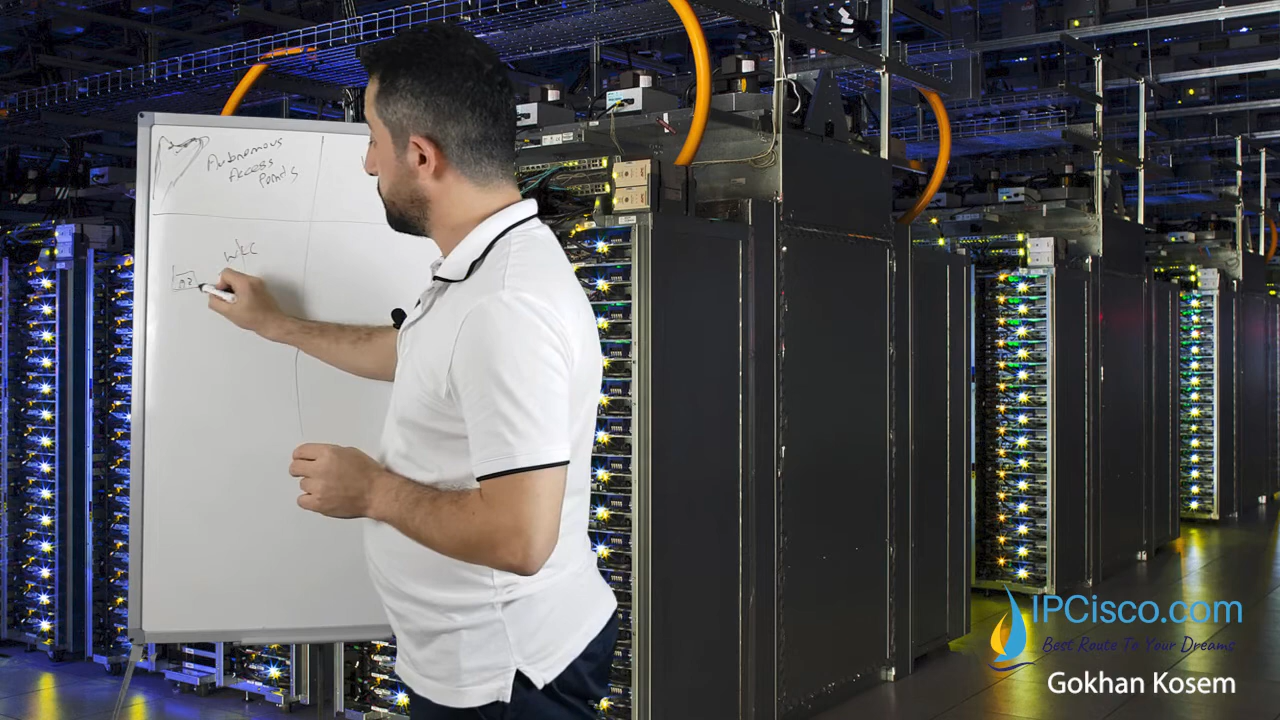 Autonomous
Access
Points
WLC
IPCisco.com
Best Route To Your Dreams
Gokhan Kosem